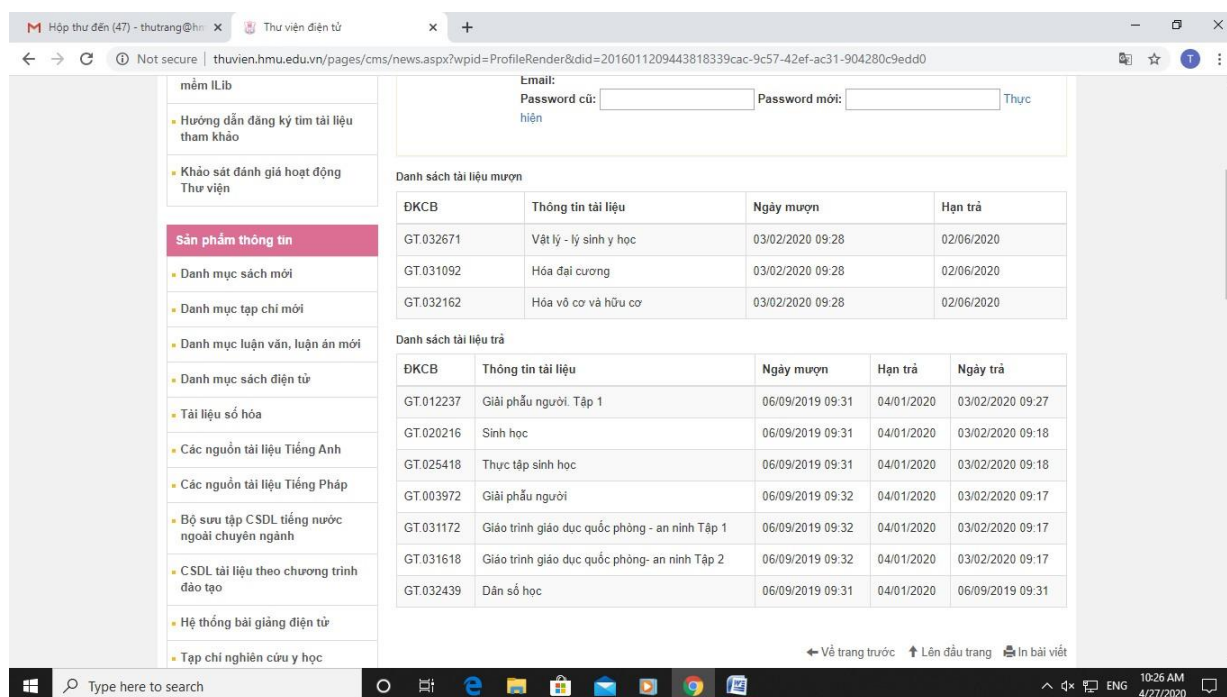 Hộp thư đến (47) - thutrang@hm
Thư viện điện tử
Not secure | thuvien.hmu.edu.vn/pages/cms/news.aspx?wpid=ProfileRender&did=2016011209443818339cac-9c57-42ef-ac31-904280c9edd0
T
mềm ILib
Hướng dẫn đăng ký tìm tài liệu
tham khảo
Khảo sát đánh giá hoạt động
Thư viện
Sản phẩm thông tin
Danh mục sách mới
Danh mục tạp chí mới
Danh mục luận văn, luận án mới
Danh mục sách điện tử
Tài liệu số hóa
Các nguồn tài liệu Tiếng Anh
Các nguồn tài liệu Tiếng Pháp
Bộ sưu tập CSDL tiếng nước
ngoài chuyên ngành
CSDL tài liệu theo chương trình
đào tạo
Hệ thống bài giảng điện tử
Tạp chí nghiên cứu y học
Email:
Password cũ: Password mới: Thực
hiện
Danh sách tài liệu mượn
ĐKCB Thông tin tài liệu Ngày mượn Hạn trả
GT.032671 Vật lý - lý sinh y học 03/02/2020 09:28 02/06/2020
GT.031092 Hóa đại cương 03/02/2020 09:28 02/06/2020
GT.032162 Hóa vô cơ và hữu cơ 03/02/2020 09:28 02/06/2020
Danh sách tài liệu trả
ĐKCB Thông tin tài liệu Ngày mượn Hạn trả Ngày trả
GT.012237 Giải phẫu người. Tập 1 06/09/2019 09:31 04/01/2020 03/02/2020 09:27
GT.020216 Sinh học 06/09/2019 09:31 04/01/2020 03/02/2020 09:18
GT.025418 Thực tập sinh học 06/09/2019 09:31 04/01/2020 03/02/2020 09:18
GT.003972 Giải phẫu người 06/09/2019 09:32 04/01/2020 03/02/2020 09:17
GT.031172 Giáo trình giáo dục quốc phòng - an ninh Tập 1 06/09/2019 09:32 04/01/2020 03/02/2020 09:17
GT.031618 Giáo trình giáo dục quốc phòng- an ninh Tập 2 06/09/2019 09:32 04/01/2020 03/02/2020 09:17
GT.032439 Dân số học 06/09/2019 09:31 04/01/2020 06/09/2019 09:31
Về trang trước Lên đầu trang In bài viết
Type here to search
ENG
10:26 AM
4/27/2020